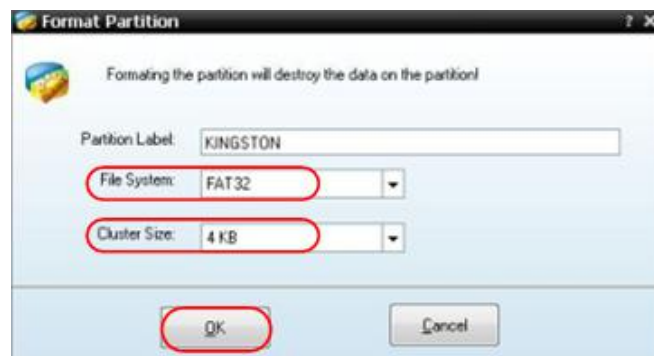 Format Partition
? X
Formating the partition will destroy the data on the partition!
Partition Label: KINGSTON
File System: FAT32
Cluster Size: 4 KB
OK Cancel